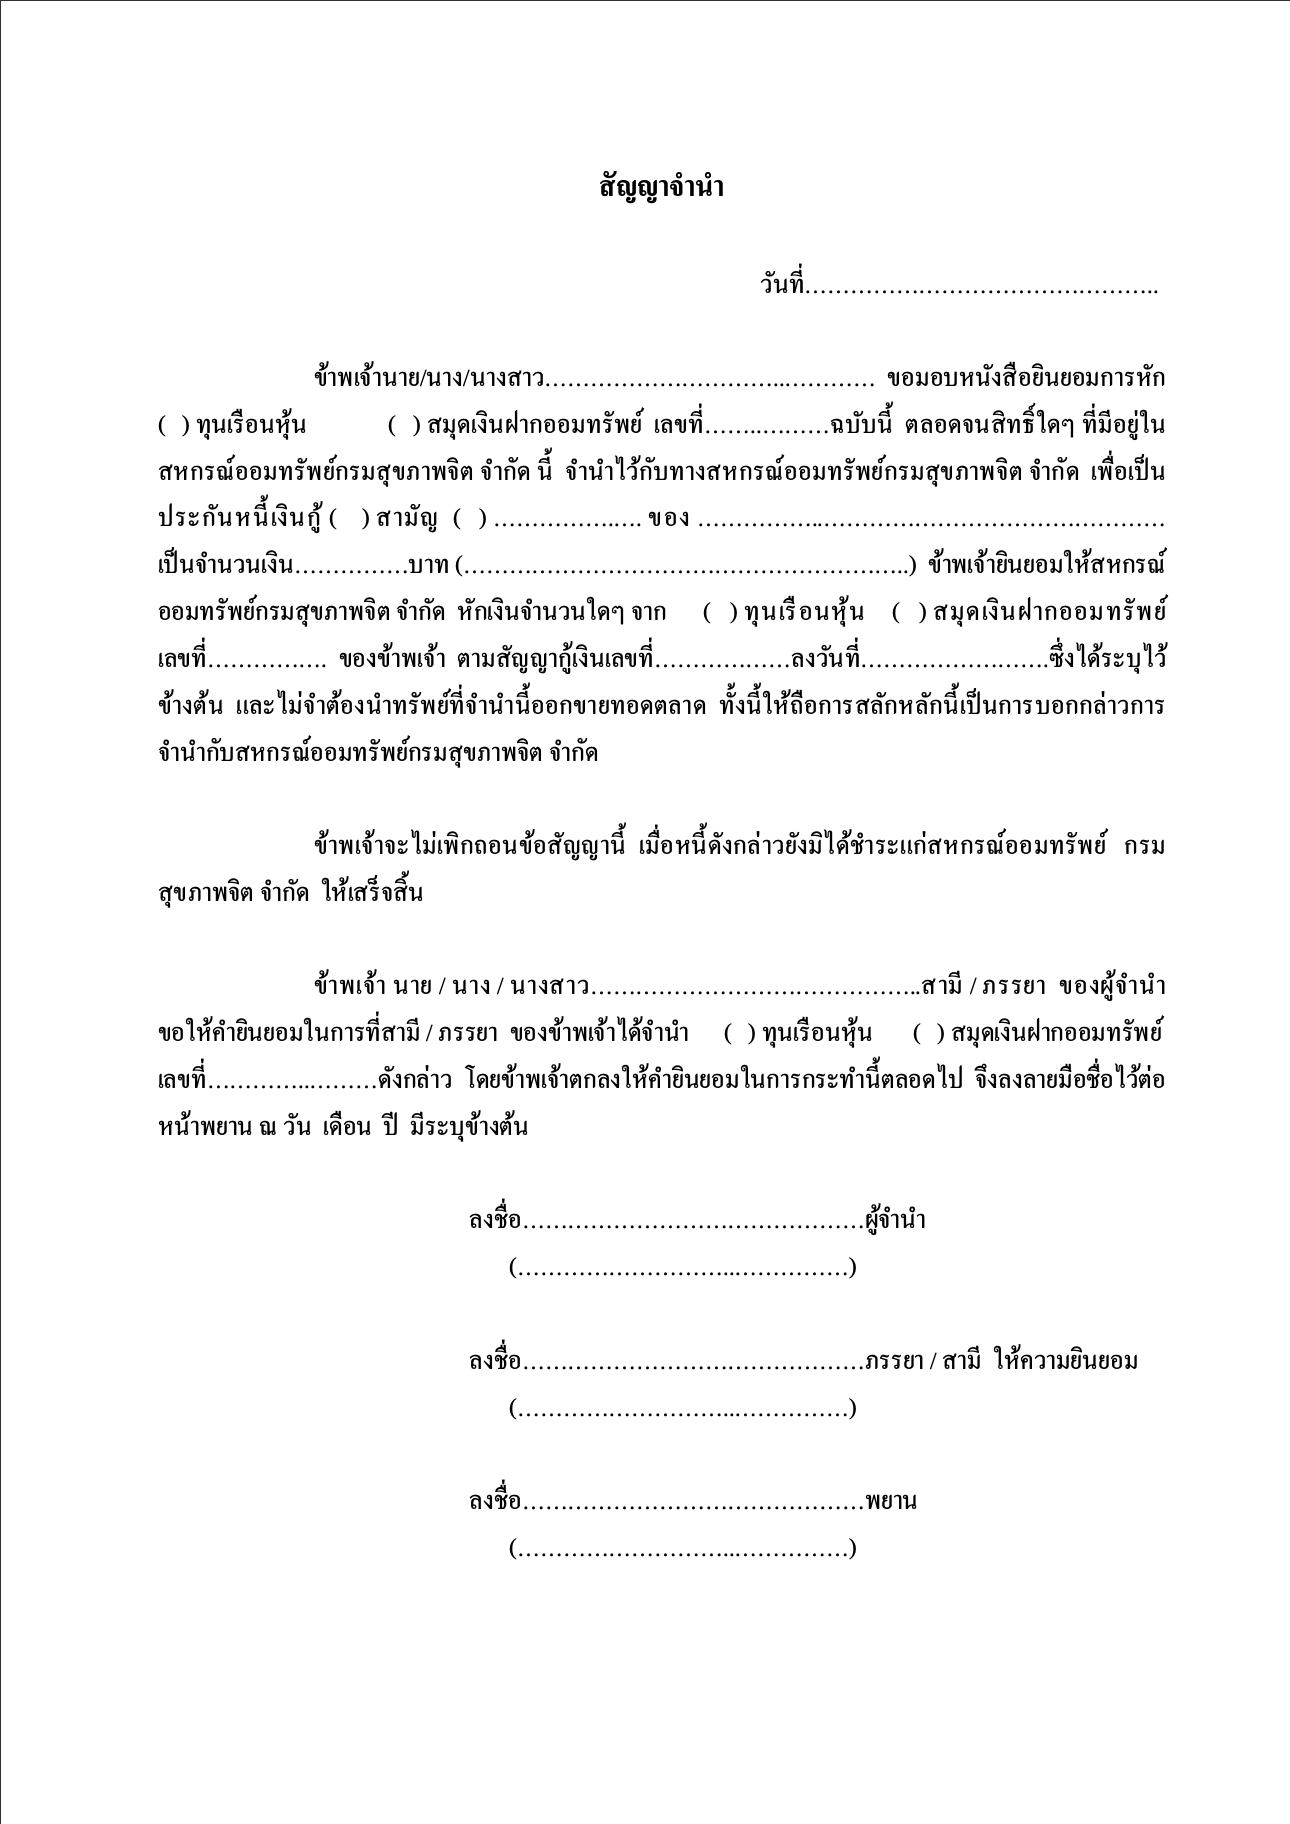 สัญญาจำนำ
วันที่…………………………………………..
ข้าพเจ้านาย/นาง/นางสาว…………………………...………… ขอมอบหนังสือยินยอมการหัก
( ) ทุนเรือนหุ้น ( ) สมุดเงินฝากออมทรัพย์ เลขที่……..………ฉบับนี้ ตลอดจนสิทธิ์ใดๆ ที่มีอยู่ใน
สหกรณ์ออมทรัพย์กรมสุขภาพจิต จำกัด นี้ จำนำไว้กับทางสหกรณ์ออมทรัพย์กรมสุขภาพจิต จำกัด เพื่อเป็น
ประกันหนี้เงินกู้ ( ) สามัญ ( ) ……………..…. ของ ……………..………………………………………
เป็นจำนวนเงิน……………บาท (…………………………………………………..) ข้าพเจ้ายินยอมให้สหกรณ์
ออมทรัพย์กรมสุขภาพจิต จำกัด หักเงินจำนวนใดๆ จาก ( ) ทุนเรือนหุ้น ( ) สมุดเงินฝากออมทรัพย์
เลขที่……………. ของข้าพเจ้า ตามสัญญากู้เงินเลขที่………………ลงวันที่…………………….ซึ่งได้ระบุไว้
ข้างต้น และไม่จำต้องนำทรัพย์ที่จำนำนี้ออกขายทอดตลาด ทั้งนี้ให้ถือการสลักหลักนี้เป็นการบอกกล่าวการ
จำนำกับสหกรณ์ออมทรัพย์กรมสุขภาพจิต จำกัด
ข้าพเจ้าจะไม่เพิกถอนข้อสัญญานี้ เมื่อหนี้ดังกล่าวยังมิได้ชำระแก่สหกรณ์ออมทรัพย์ กรม
สุขภาพจิต จำกัด ให้เสร็จสิ้น
ข้าพเจ้า นาย / นาง / นางสาว……………………………………..สามี / ภรรยา ของผู้จำนำ
ขอให้คำยินยอมในการที่สามี / ภรรยา ของข้าพเจ้าได้จำนำ ( ) ทุนเรือนหุ้น ( ) สมุดเงินฝากออมทรัพย์
เลขที่…………...………ดังกล่าว โดยข้าพเจ้าตกลงให้คำยินยอมในการกระทำนี้ตลอดไป จึงลงลายมือชื่อไว้ต่อ
หน้าพยาน ณ วัน เดือน ปี มีระบุข้างต้น
ลงชื่อ………………………………………ผู้จำนำ
(………………………...……………)
ลงชื่อ………………………………………ภรรยา / สามี ให้ความยินยอม
(………………………...……………)
ลงชื่อ………………………………………พยาน
(………………………...……………)